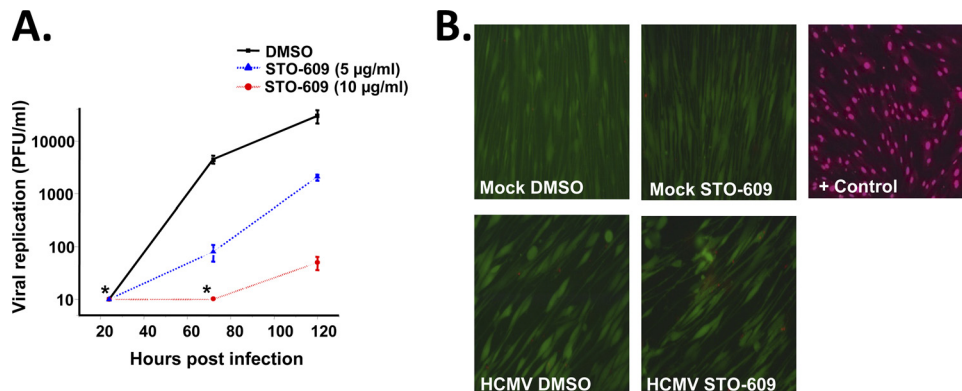 A.
DMSO
STO-609 (5 µg/ml)
STO-609 (10 µg/ml)
Viral replication (PFU/ml)
10000
1000
100
10
*
*
20 40 60 80 100 120
Hours post infection
B.
Mock DMSO
Mock STO-609
+ Control
HCMV DMSO
HCMV STO-609